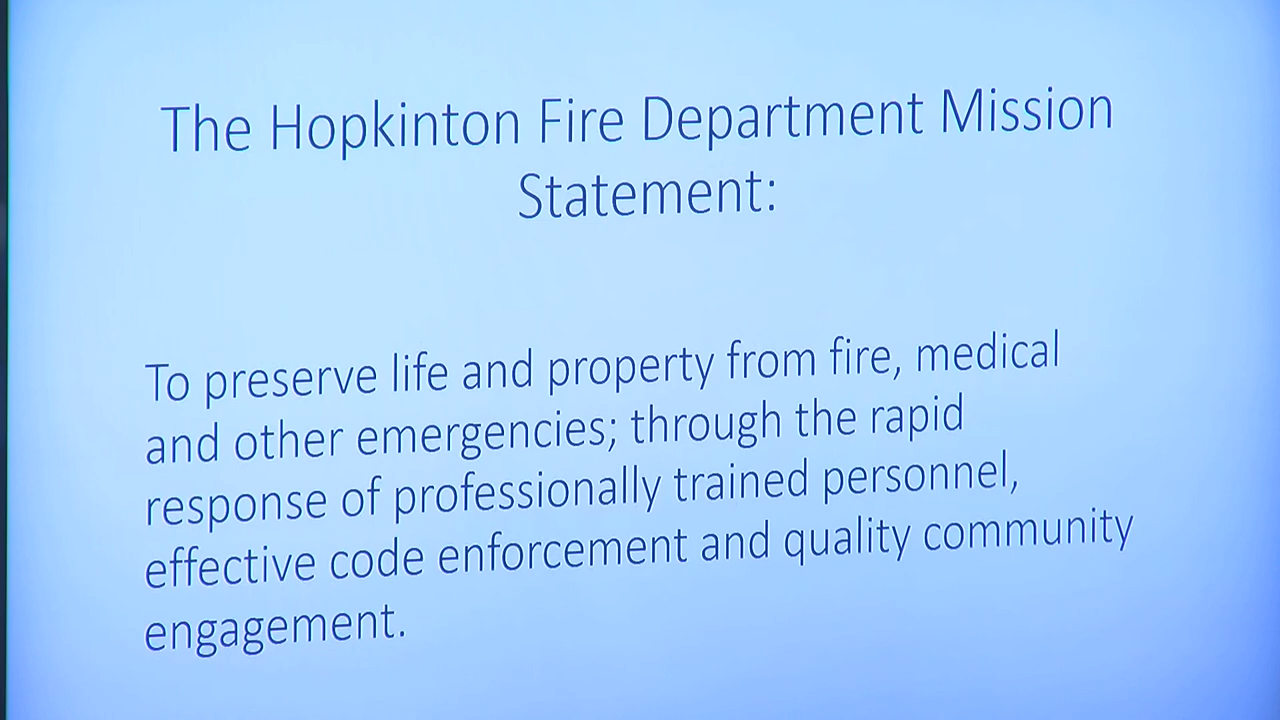 The Hopkinton Fire Department Mission
Statement:
To preserve life and property from fire, medical
and other emergencies; through the rapid
response of professionally trained personnel,
effective code enforcement and quality community
engagement.